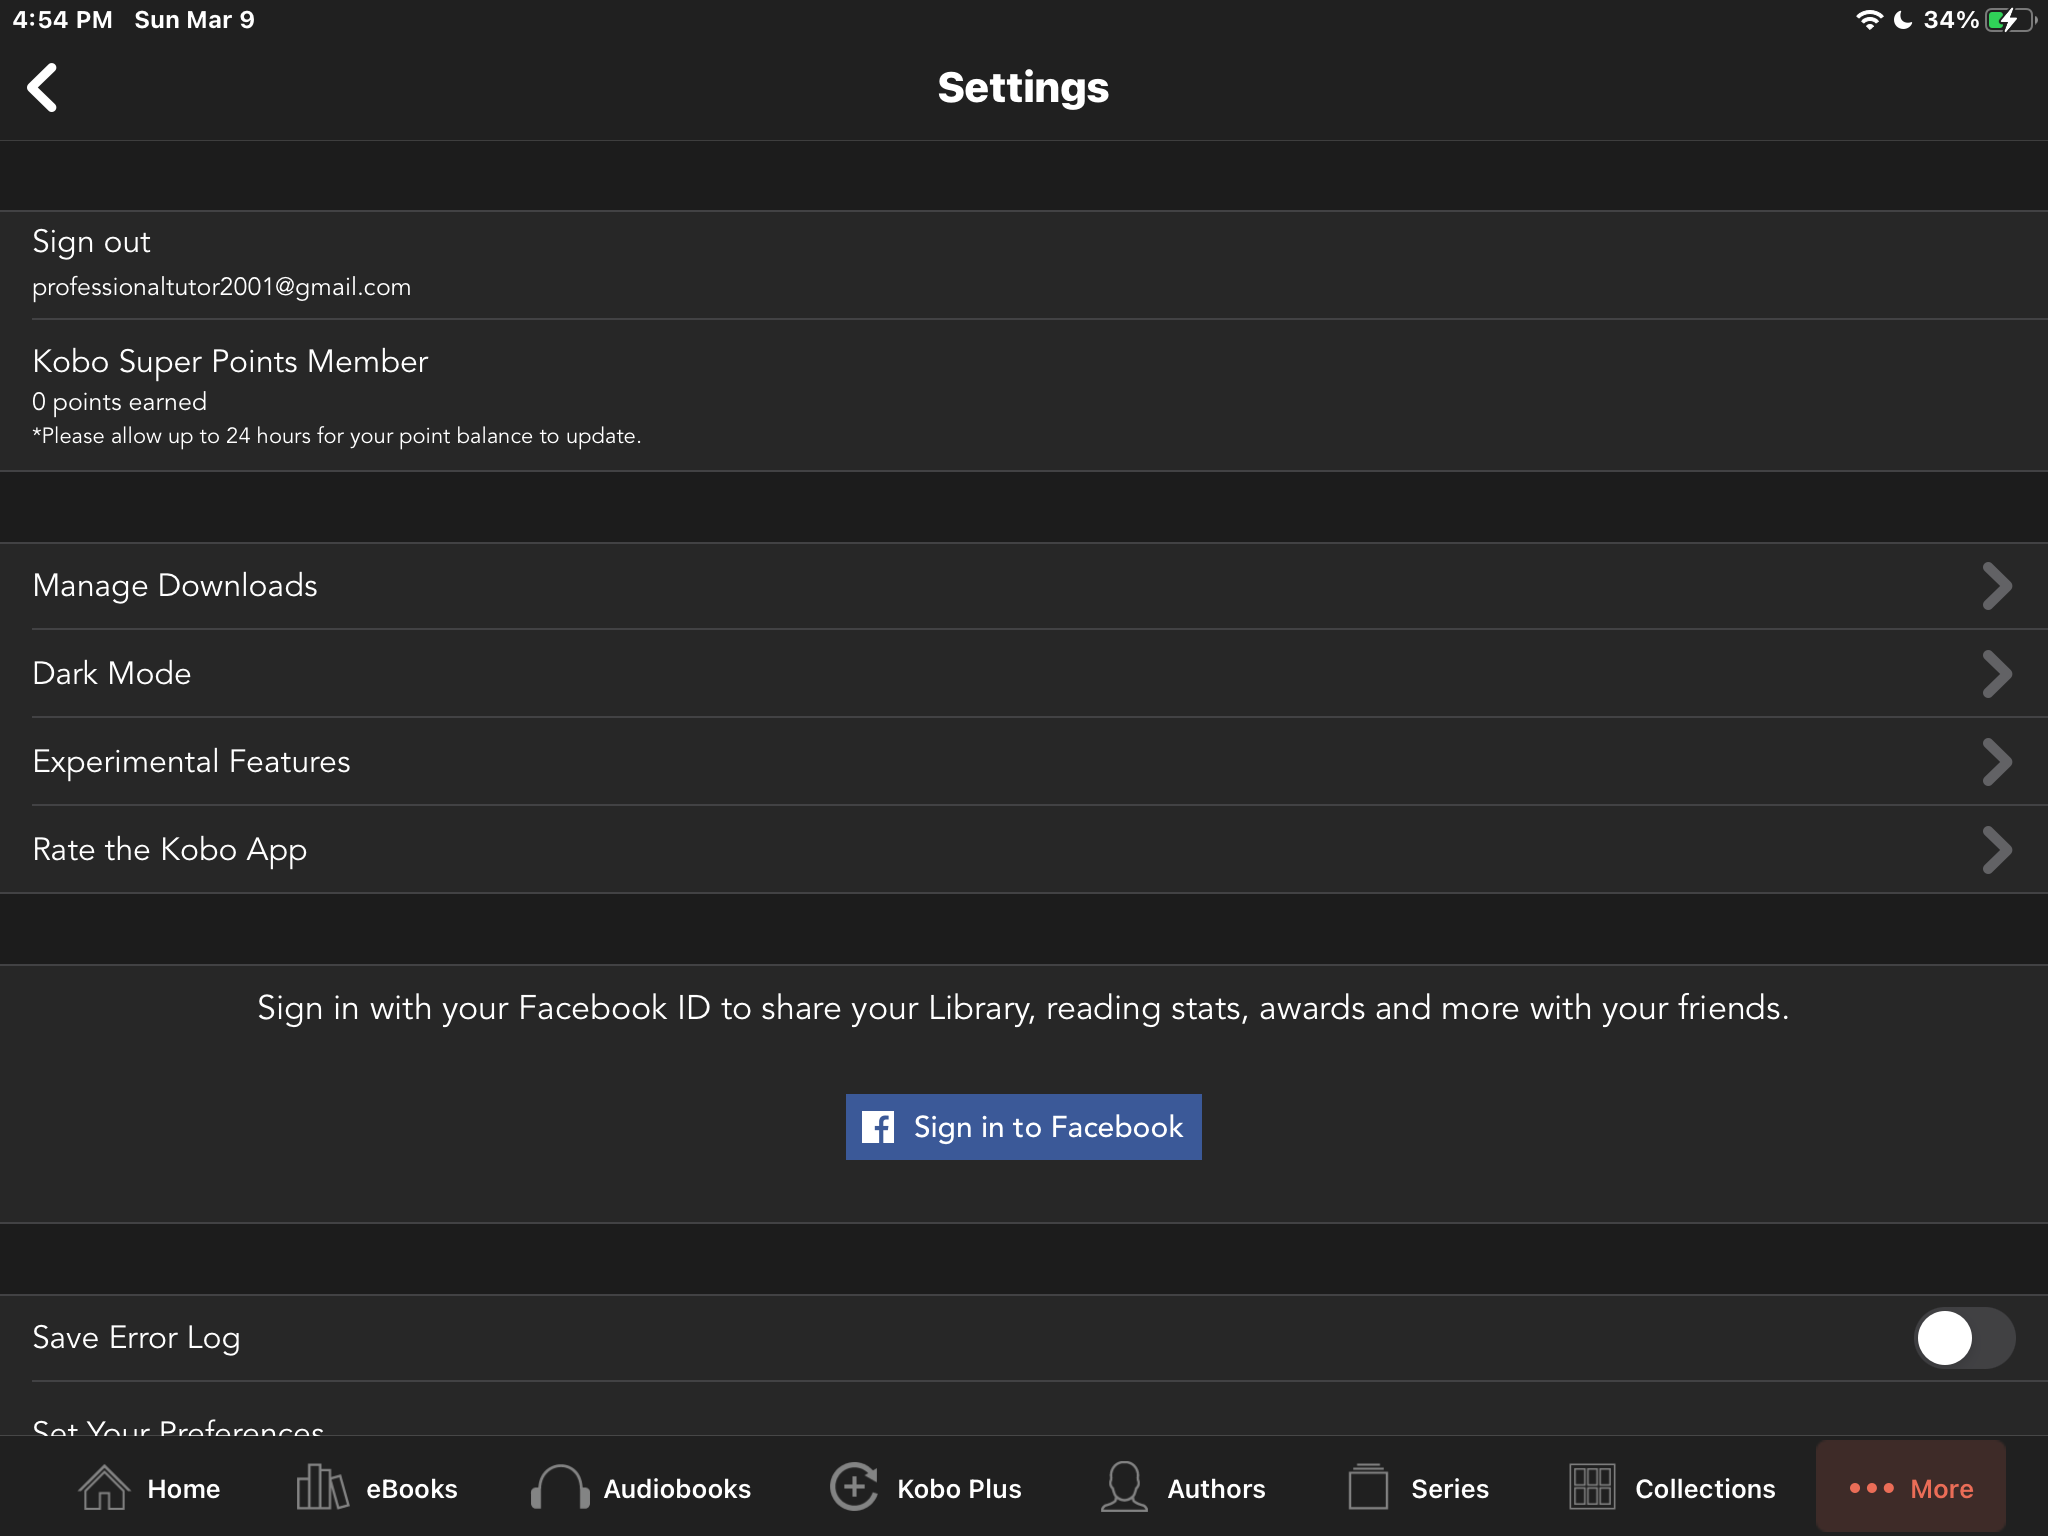 4:54 PM Sun Mar 9
34%
Settings
Sign out
professionaltutor2001@gmail.com
Kobo Super Points Member
0 points earned
*Please allow up to 24 hours for your point balance to update.
Manage Downloads
Dark Mode
Experimental Features
Rate the Kobo App
Sign in with your Facebook ID to share your Library, reading stats, awards and more with your friends.
Sign in to Facebook
Save Error Log
Set Your Preferences
Home eBooks Audiobooks Kobo Plus Authors Series Collections More